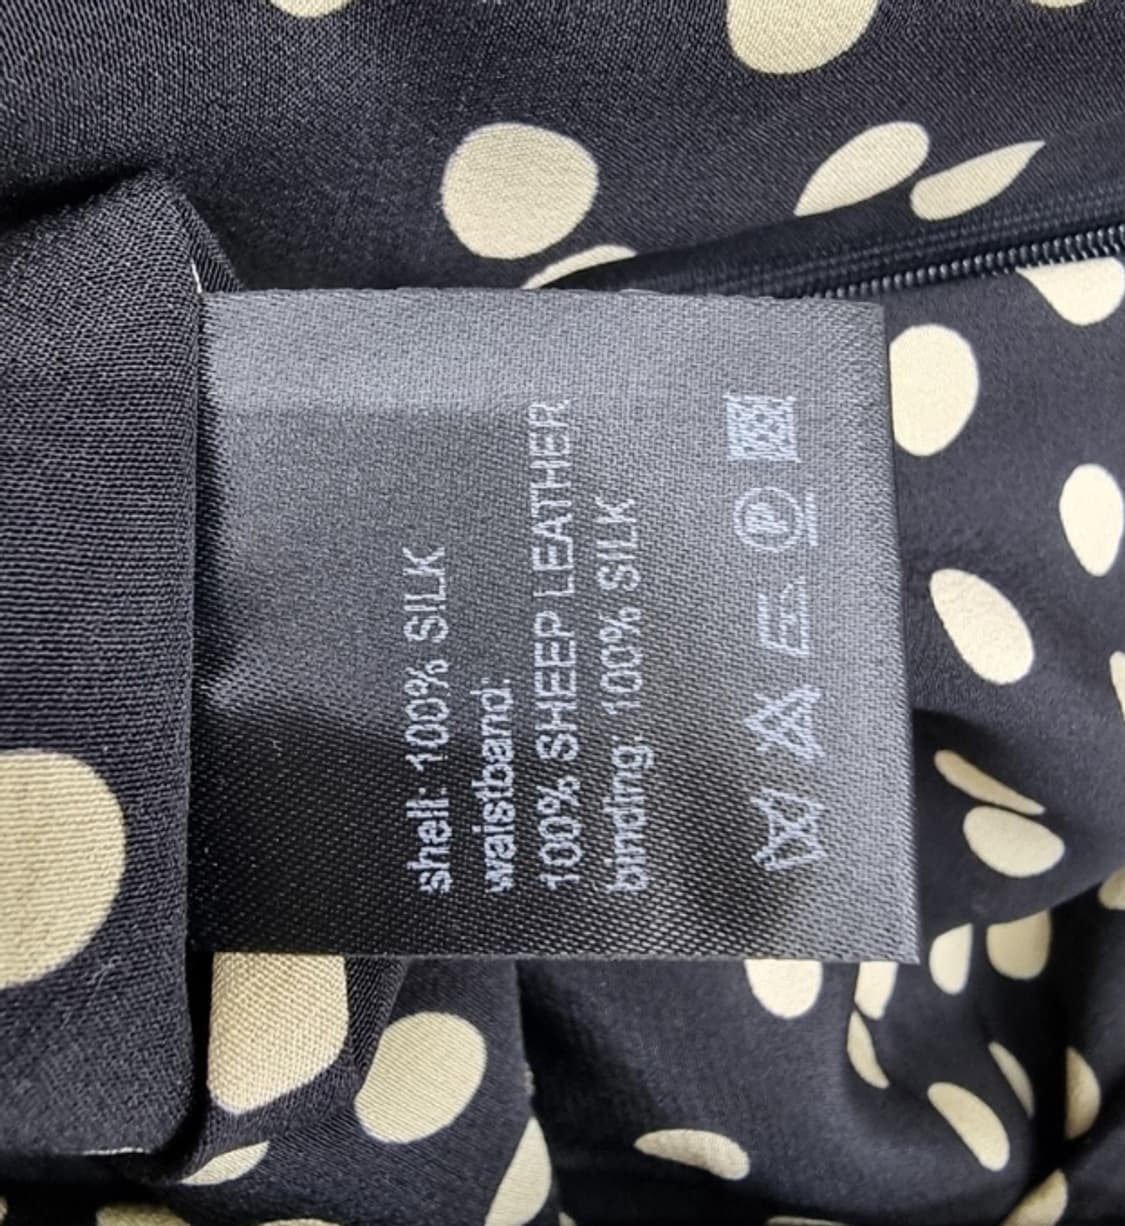 shell: 100% SILK
waistband:
100% SHEEP LEATHER
binding: 100% SILK
P